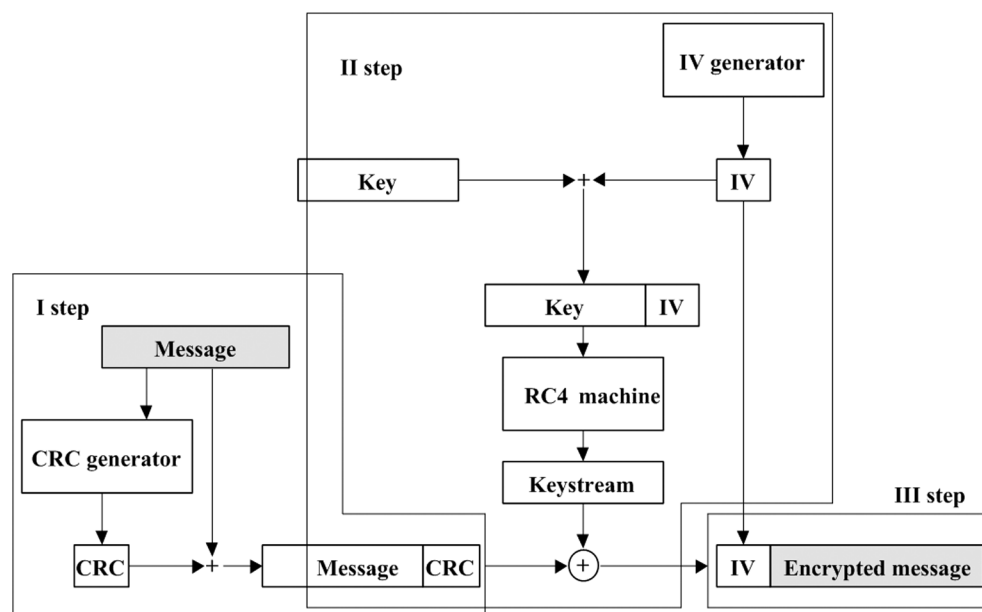 II step
IV generator
Key
+
IV
I step
Key IV
Message
RC4 machine
CRC generator
Keystream
III step
CRC
+
Message CRC
+
IV Encrypted message